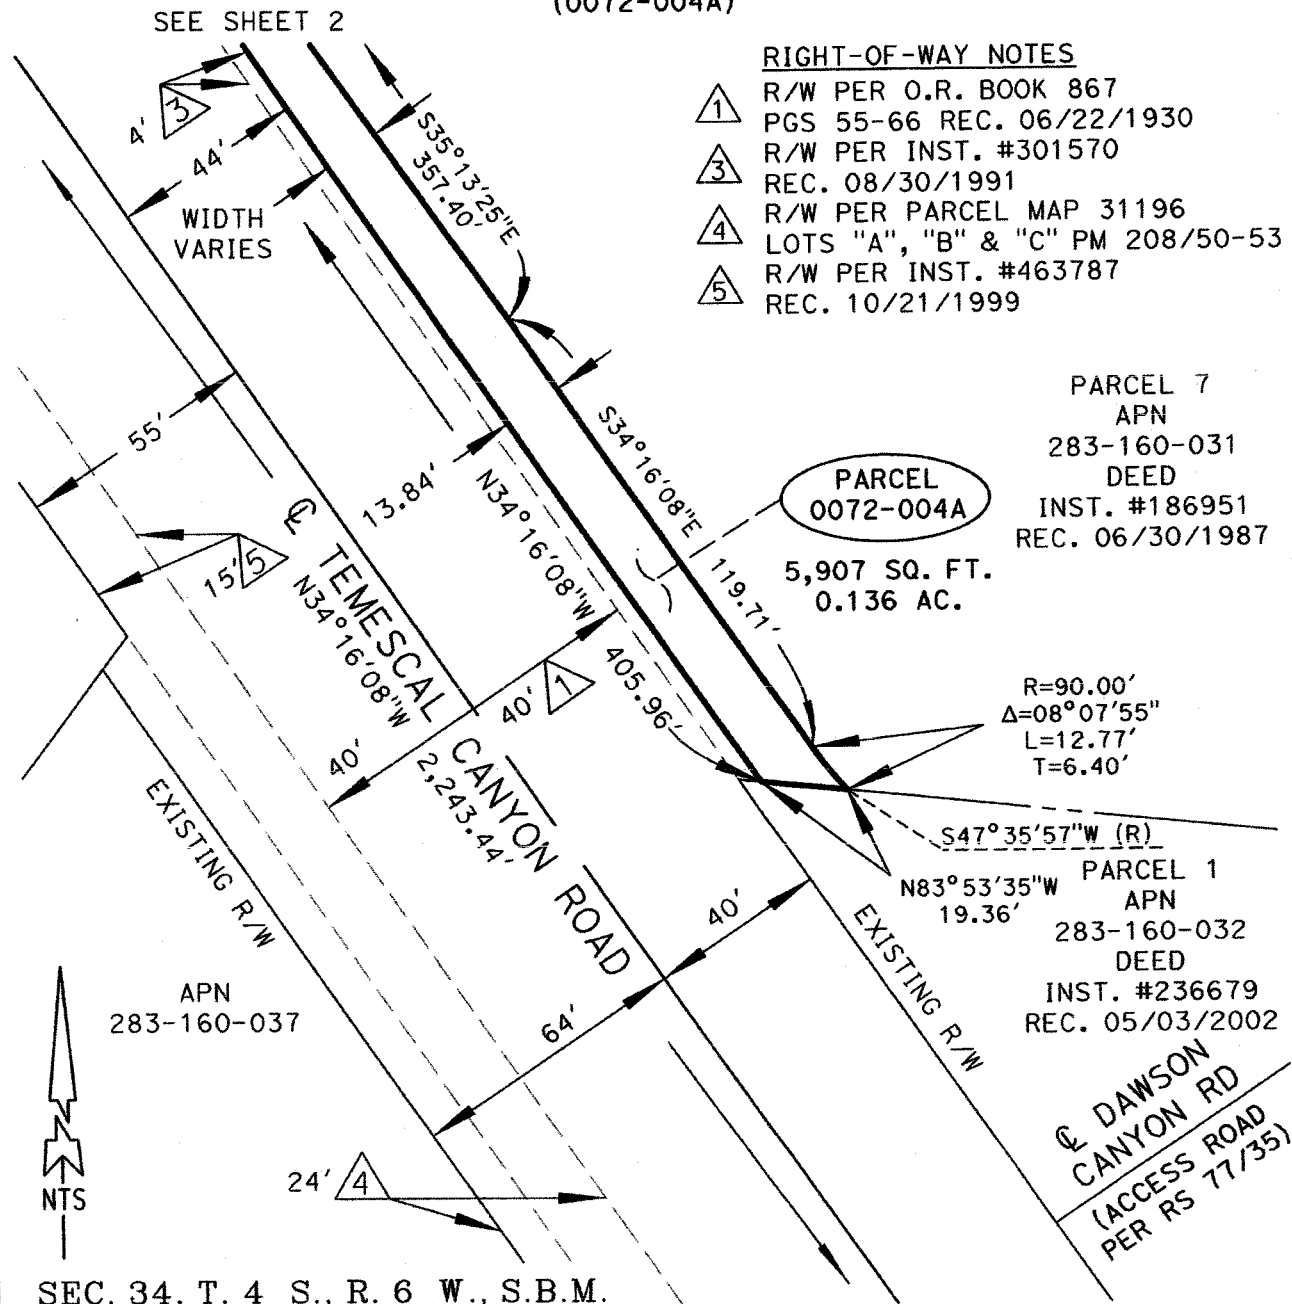 (0072-004A)
SEE SHEET 2
RIGHT-OF-WAY NOTES
1 R/W PER O.R. BOOK 867
PGS 55-66 REC. 06/22/1930
3 R/W PER INST. #301570
REC. 08/30/1991
4 R/W PER PARCEL MAP 31196
LOTS "A", "B" & "C" PM 208/50-53
5 R/W PER INST. #463787
REC. 10/21/1999
4' 3
44'
WIDTH
VARIES
S35°13'25"E
357.40'
55'
13.84'
N34°16'08"W
405.96'
S34°16'08"E 119.71'
PARCEL
0072-004A
5,907 SQ. FT.
0.136 AC.
PARCEL 7
APN
283-160-031
DEED
INST. #186951
REC. 06/30/1987
15' 5
℄ TEMESCAL CANYON ROAD
N34°16'08"W 2,243.44'
40' 1
40'
R=90.00'
Δ=08°07'55"
L=12.77'
T=6.40'
S47°35'57"W (R)
N83°53'35"W
19.36'
PARCEL 1
APN
283-160-032
DEED
INST. #236679
REC. 05/03/2002
EXISTING R/W
40'
EXISTING R/W
64'
APN
283-160-037
24' 4
NTS
℄ DAWSON
CANYON RD
(ACCESS ROAD
PER RS 77/35)
SEC. 34, T. 4 S., R. 6 W., S.B.M.